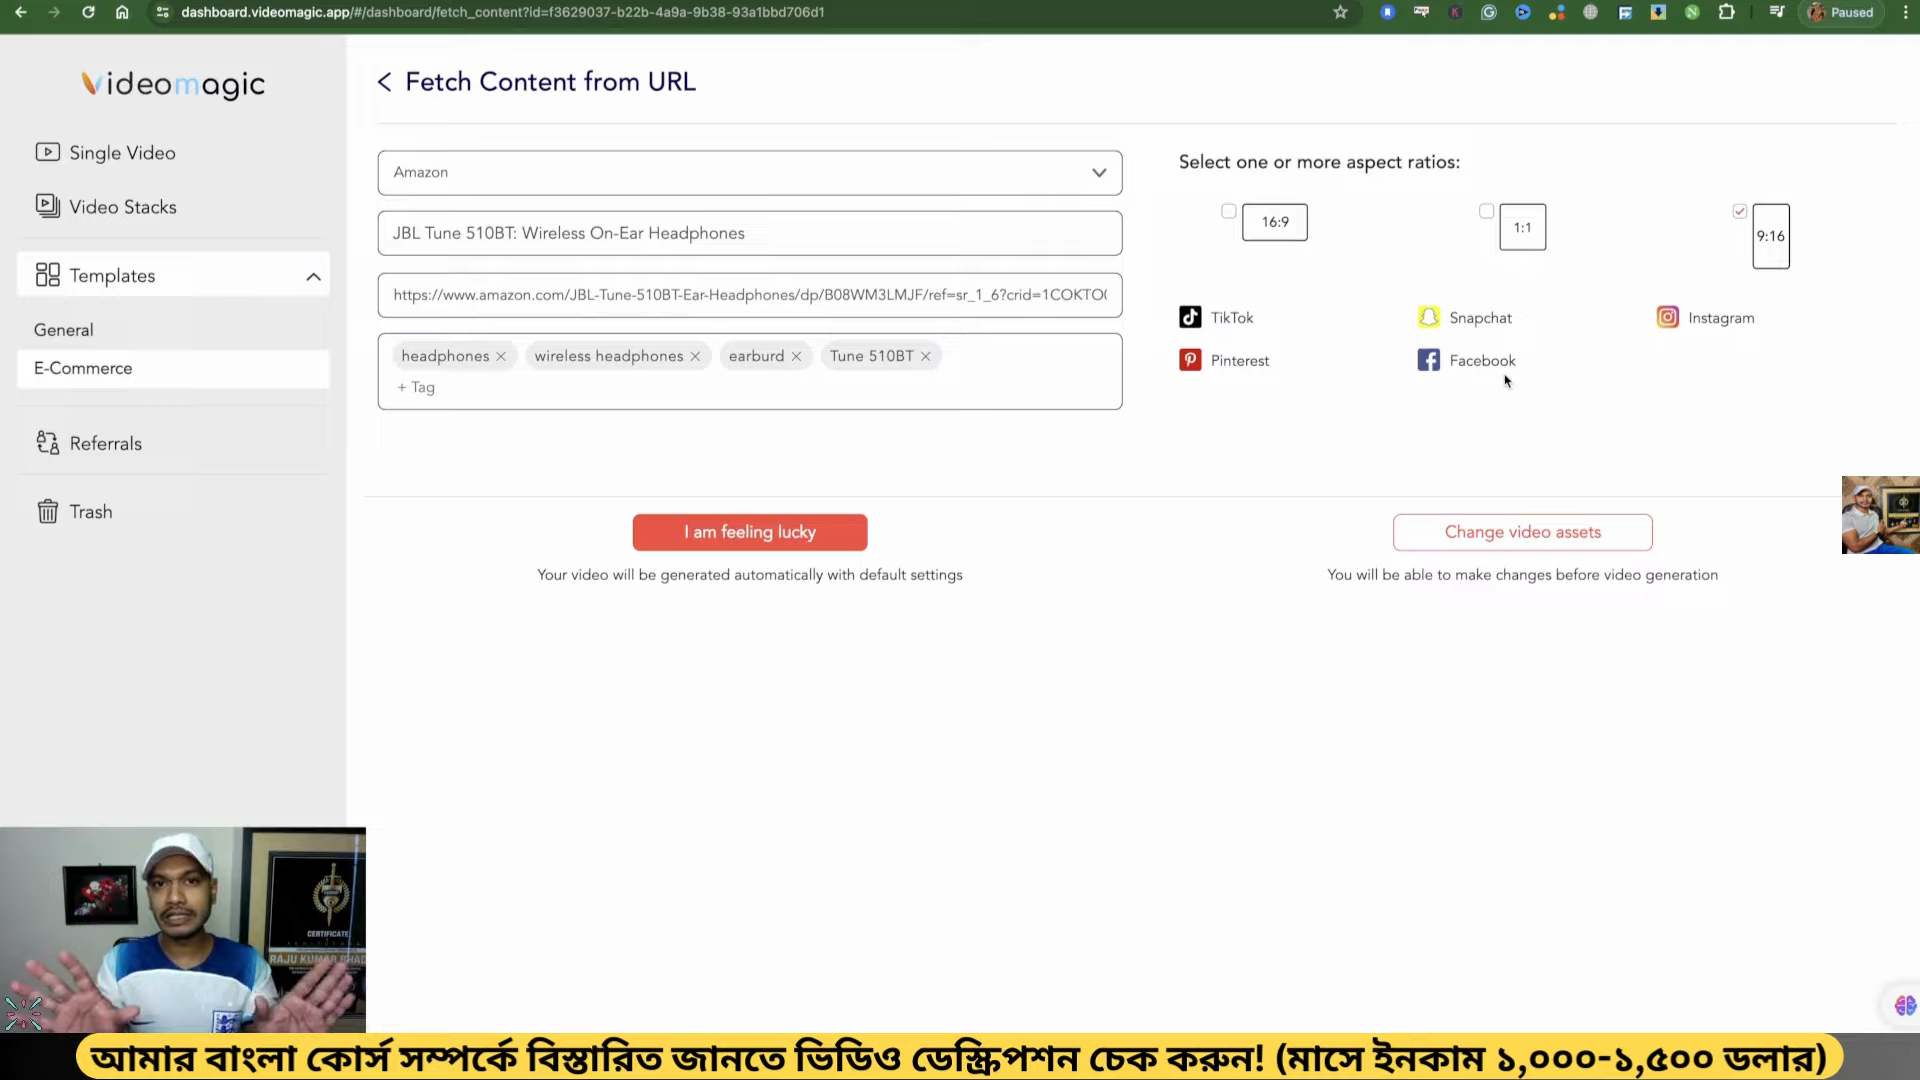 dashboard.videomagic.app/#/dashboard/fetch_content?id=f3629037-b22b-4a9a-9b38-93a1bbd706d1
Paused
videomagic
Single Video
Video Stacks
Templates
General
E-Commerce
Referrals
Trash
Fetch Content from URL
Amazon
JBL Tune 510BT: Wireless On-Ear Headphones
https://www.amazon.com/JBL-Tune-510BT-Ear-Headphones/dp/B08WM3LMJF/ref=sr_1_6?crid=1COKTO
headphones
wireless headphones
earburd
Tune 510BT
+ Tag
Select one or more aspect ratios:
16:9
1:1
9:16
TikTok
Snapchat
Instagram
Pinterest
Facebook
I am feeling lucky
Your video will be generated automatically with default settings
Change video assets
You will be able to make changes before video generation
CERTIFICATE
RAJU KUMAR BHAD
আমার বাংলা কোর্স সম্পর্কে বিস্তারিত জানতে ভিডিও ডেস্ক্রিপশন চেক করুন! (মাসে ইনকাম ১,০০০-১,৫০০ ডলার)